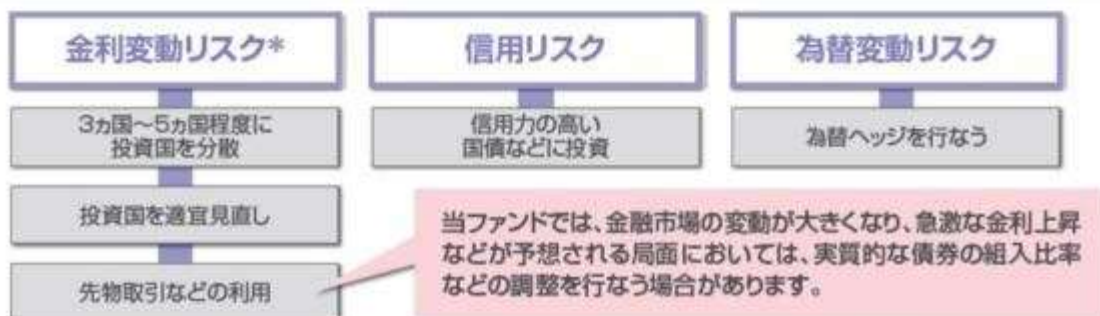 金利変動リスク*
3ヵ国～5ヵ国程度に
投資国を分散
投資国を適宜見直し
先物取引などの利用
信用リスク
信用力の高い
国債などに投資
為替変動リスク
為替ヘッジを行なう
当ファンドでは、金融市場の変動が大きくなり、急激な金利上昇
などが予想される局面においては、実質的な債券の組入比率
などの調整を行なう場合があります。